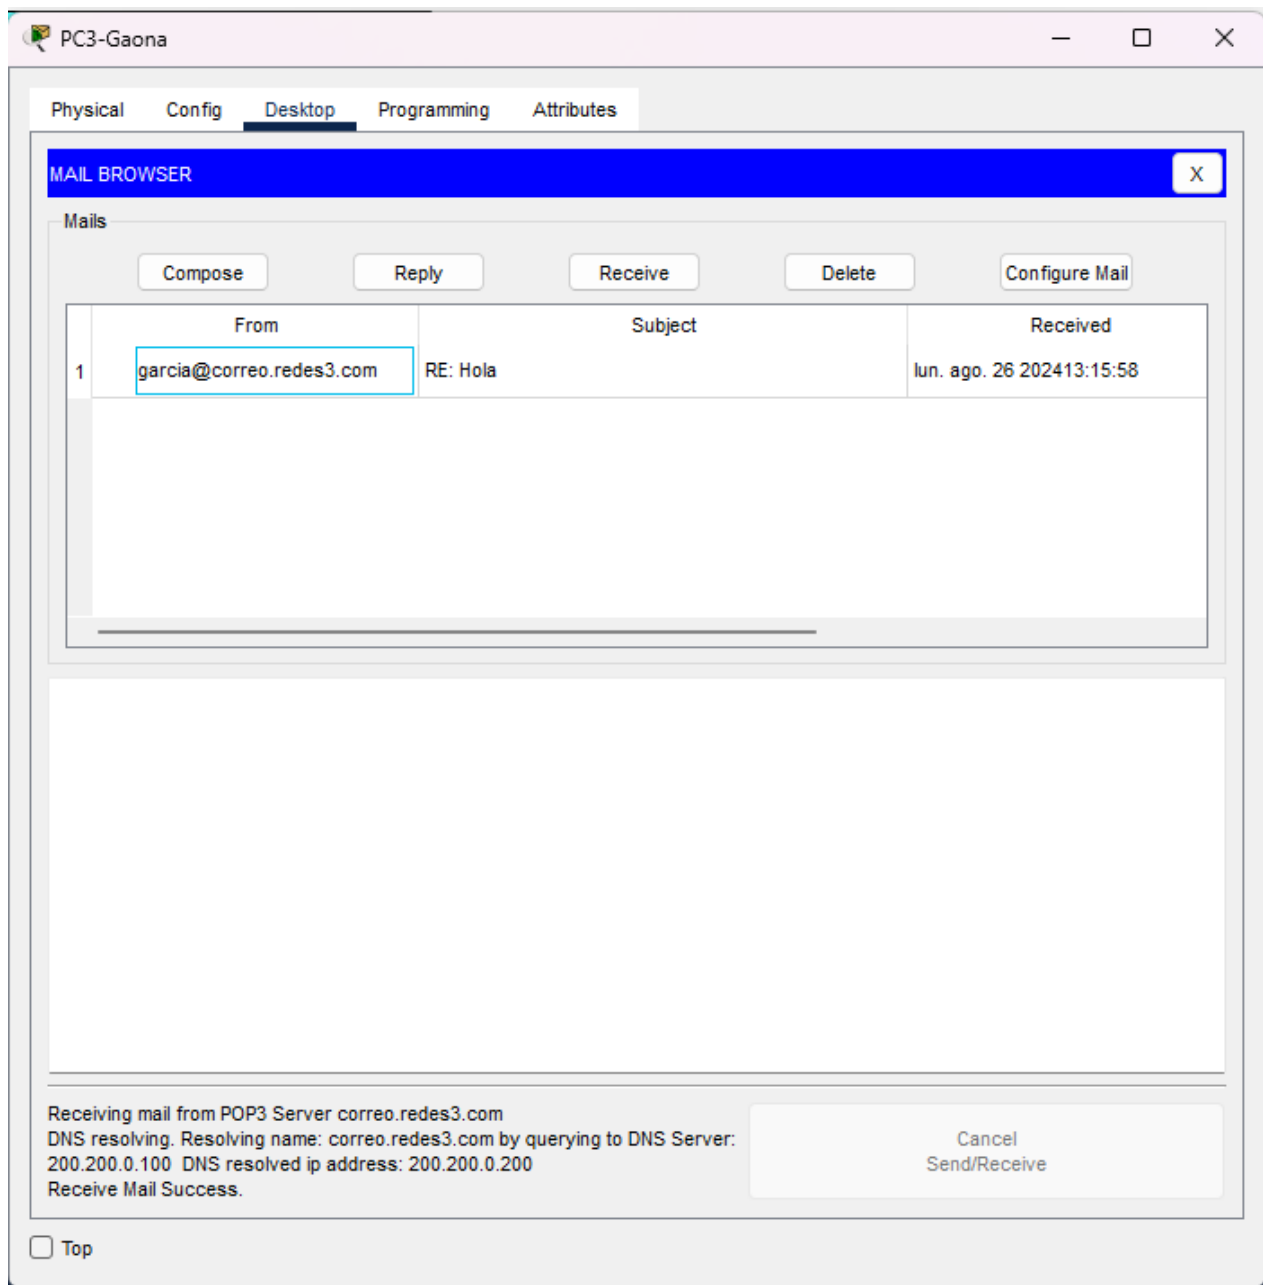 PC3-Gaona
Physical Config Desktop Programming Attributes
MAIL BROWSER X
Mails
Compose Reply Receive Delete Configure Mail
From Subject Received
1 garcia@correo.redes3.com RE: Hola lun. ago. 26 202413:15:58
Receiving mail from POP3 Server correo.redes3.com
DNS resolving. Resolving name: correo.redes3.com by querying to DNS Server:
200.200.0.100 DNS resolved ip address: 200.200.0.200
Receive Mail Success.
Cancel
Send/Receive
Top